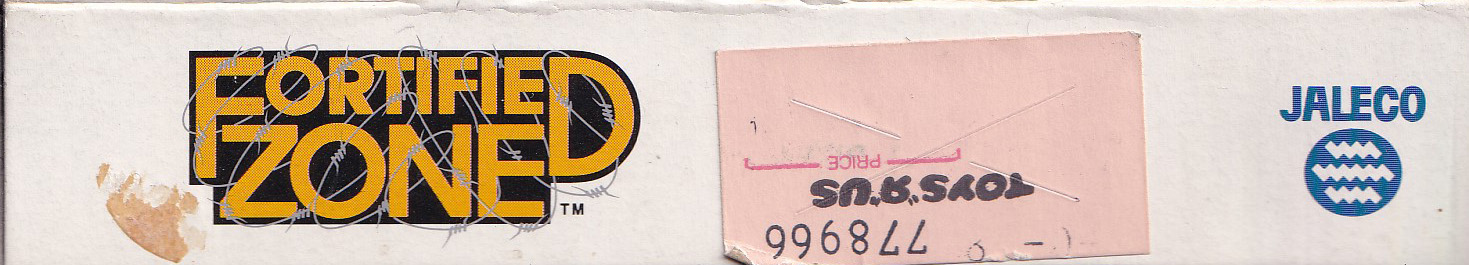 FORTIFIED
ZONE
TM
778966
TOYS"R"US
PRICE
JALECO